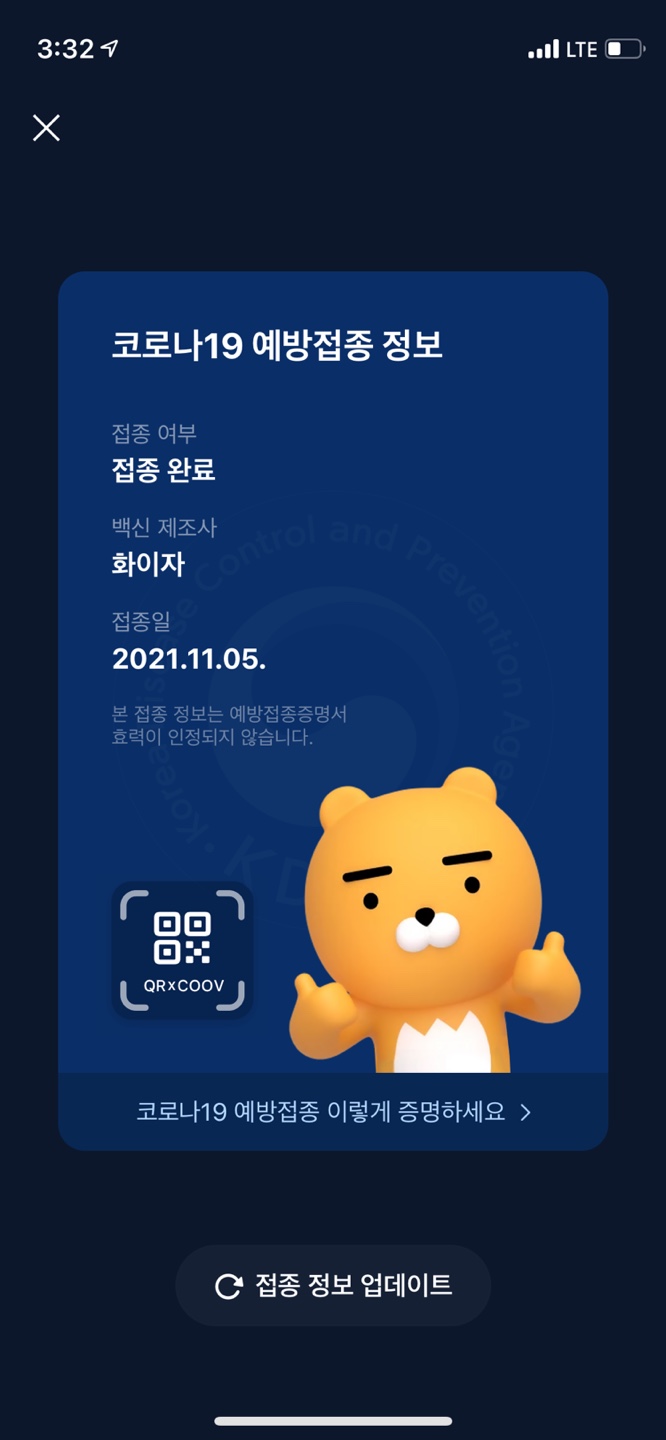 3:32
LTE
코로나19 예방접종 정보
접종 여부
접종 완료
백신 제조사
화이자
접종일
2021.11.05.
본 접종 정보는 예방접종증명서
효력이 인정되지 않습니다.
Korea Disease Control and Prevention Agency
KD
QRxCOOV
코로나19 예방접종 이렇게 증명하세요
접종 정보 업데이트